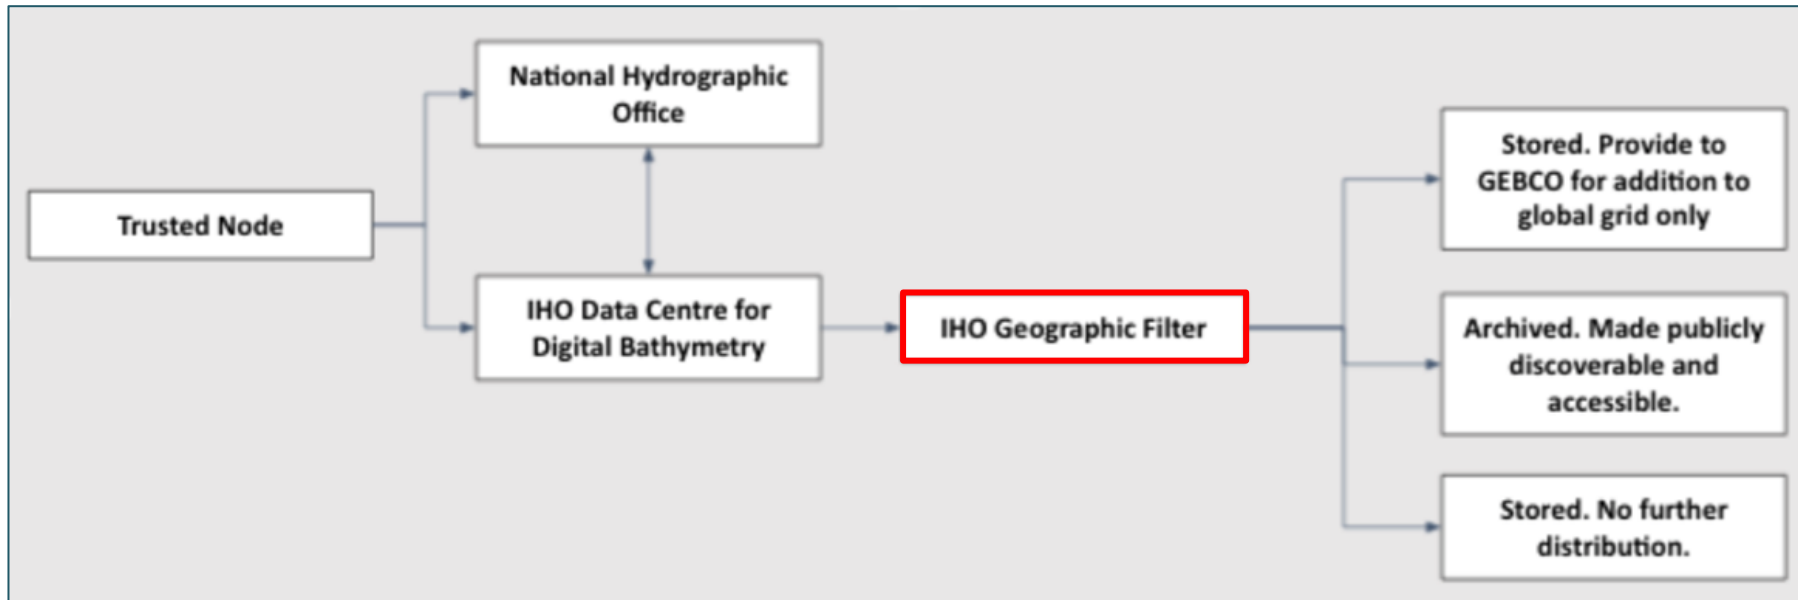 National Hydrographic
Office
Trusted Node
IHO Data Centre for
Digital Bathymetry
IHO Geographic Filter
Stored. Provide to
GEBCO for addition to
global grid only
Archived. Made publicly
discoverable and
accessible.
Stored. No further
distribution.